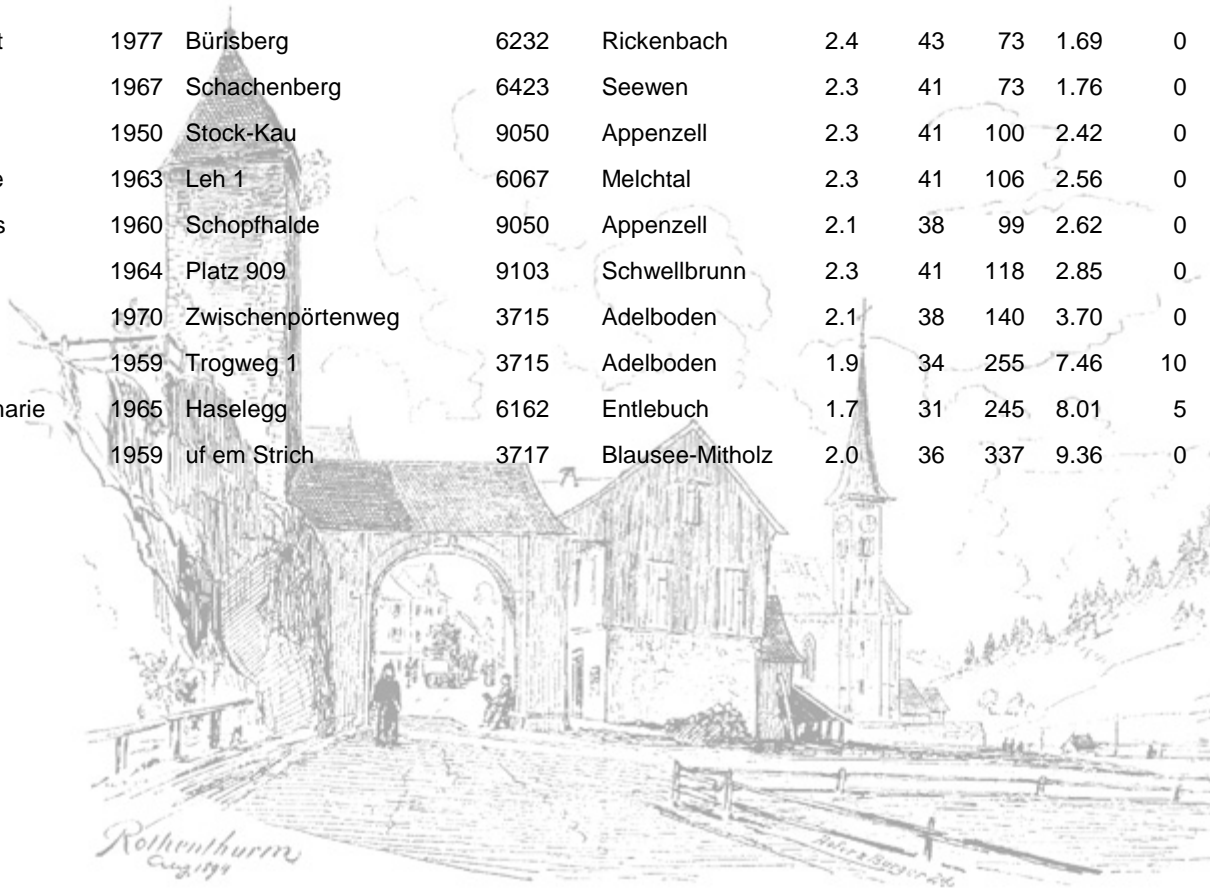 t 1977 Bürisberg 6232 Rickenbach 2.4 43 73 1.69 0
1967 Schachenberg 6423 Seewen 2.3 41 73 1.76 0
1950 Stock-Kau 9050 Appenzell 2.3 41 100 2.42 0
e 1963 Leh 1 6067 Melchtal 2.3 41 106 2.56 0
s 1960 Schopfhalde 9050 Appenzell 2.1 38 99 2.62 0
1964 Platz 909 9103 Schwellbrunn 2.3 41 118 2.85 0
1970 Zwischenpörtenweg 3715 Adelboden 2.1 38 140 3.70 0
1959 Trogweg 1 3715 Adelboden 1.9 34 255 7.46 10
narie 1965 Haselegg 6162 Entlebuch 1.7 31 245 8.01 5
1959 uf em Strich 3717 Blausee-Mitholz 2.0 36 337 9.36 0
Rothenthurm
Aug. 1894